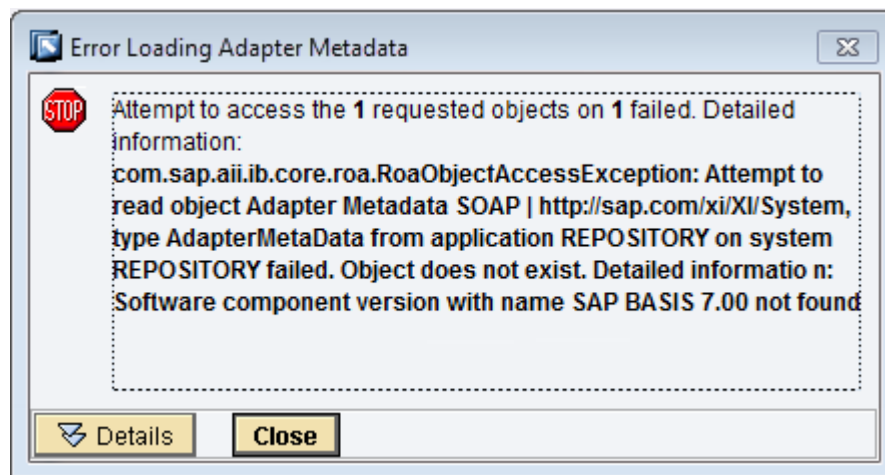 Error Loading Adapter Metadata
STOP
Attempt to access the 1 requested objects on 1 failed. Detailed
information:
com.sap.aii.ib.core.roa.RoaObjectAccessException: Attempt to
read object Adapter Metadata SOAP | http://sap.com/xi/XI/System,
type AdapterMetaData from application REPOSITORY on system
REPOSITORY failed. Object does not exist. Detailed informatio n:
Software component version with name SAP BASIS 7.00 not found
Details
Close